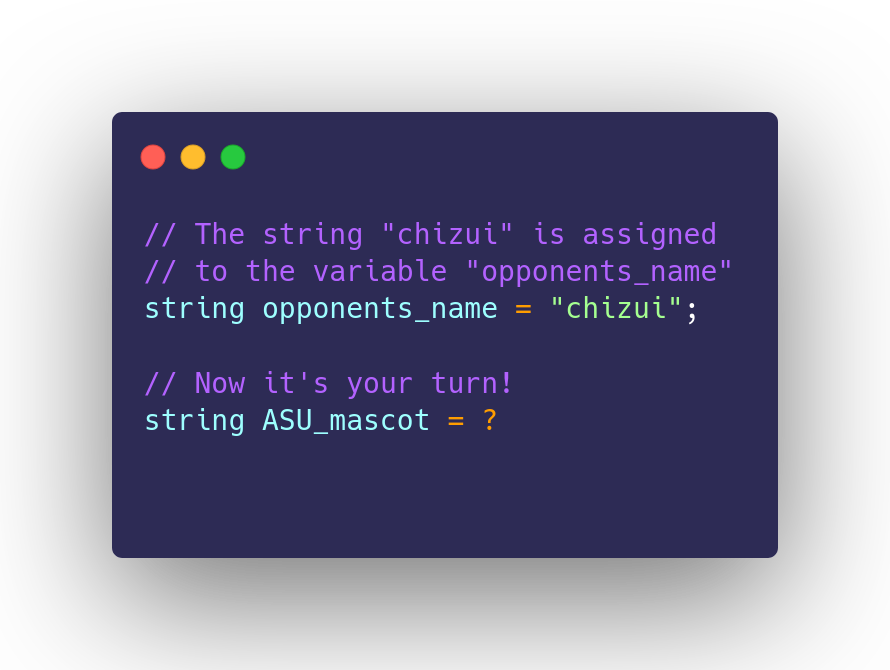 // The string "chizui" is assigned
// to the variable "opponents_name"
string opponents_name = "chizui";
// Now it's your turn!
string ASU_mascot = ?